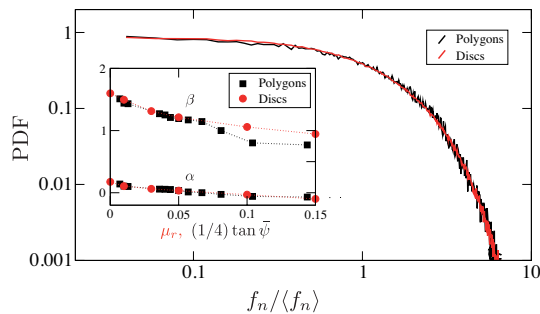 1
Polygons
Discs
2
Polygons
Discs
β
0.1
PDF
1
α
0.01
0
0 0.05 0.1 0.15
μ_r, (1/4) tan ψ̄
0.001
0.1 1 10
f_n/⟨f_n⟩